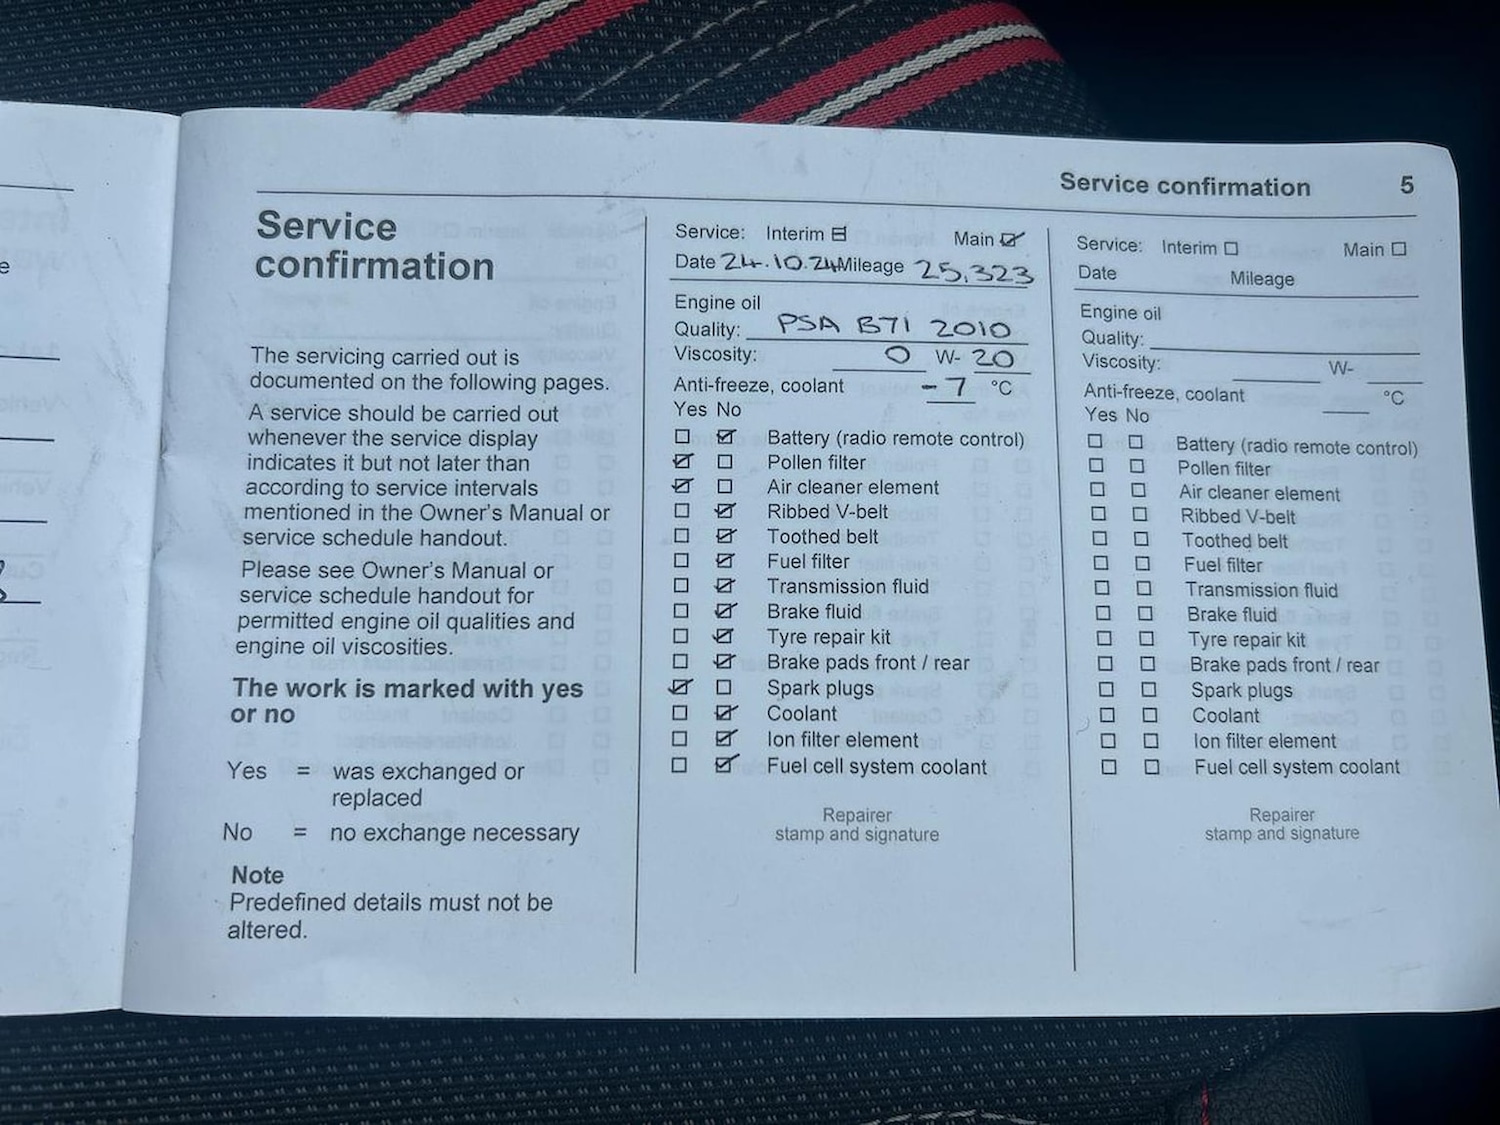 Service confirmation 5
Service
confirmation
The servicing carried out is
documented on the following pages.
A service should be carried out
whenever the service display
indicates it but not later than
according to service intervals
mentioned in the Owner's Manual or
service schedule handout.
Please see Owner's Manual or
service schedule handout for
permitted engine oil qualities and
engine oil viscosities.
The work is marked with yes
or no
Yes = was exchanged or
replaced
No = no exchange necessary
Note
Predefined details must not be
altered.
Service: Interim Main
Date 24.10.24 Mileage 25,323
Engine oil
Quality: PSA B71 2010
Viscosity: 0 W- 20
Anti-freeze, coolant -7 °C
Yes No
Battery (radio remote control)
Pollen filter
Air cleaner element
Ribbed V-belt
Toothed belt
Fuel filter
Transmission fluid
Brake fluid
Tyre repair kit
Brake pads front / rear
Spark plugs
Coolant
Ion filter element
Fuel cell system coolant
Repairer
stamp and signature
Service: Interim Main
Date Mileage
Engine oil
Quality:
Viscosity: W-
Anti-freeze, coolant °C
Yes No
Battery (radio remote control)
Pollen filter
Air cleaner element
Ribbed V-belt
Toothed belt
Fuel filter
Transmission fluid
Brake fluid
Tyre repair kit
Brake pads front / rear
Spark plugs
Coolant
Ion filter element
Fuel cell system coolant
Repairer
stamp and signature